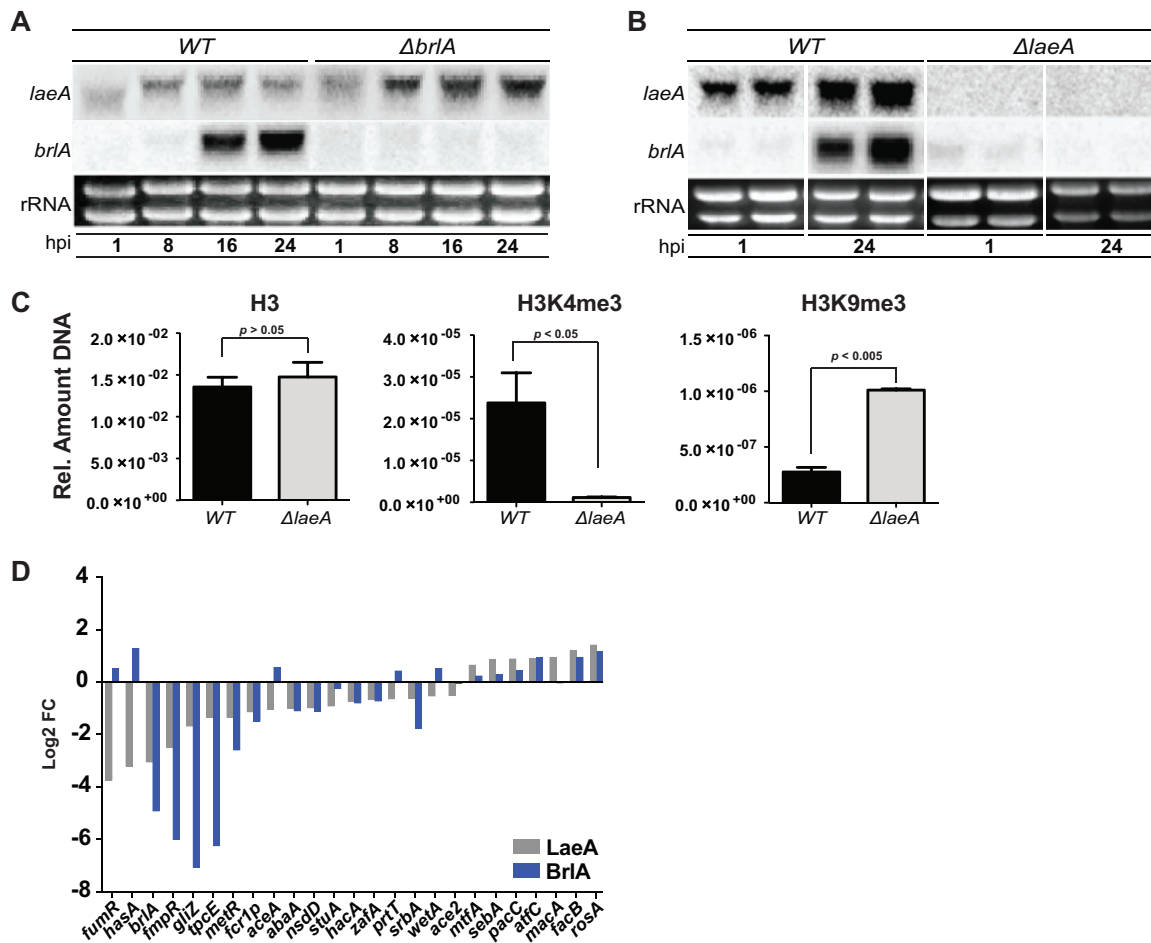 A
WT ΔbrlA
laeA
brlA
rRNA
hpi 1 8 16 24 1 8 16 24
B
WT ΔlaeA
laeA
brlA
rRNA
hpi 1 24 1 24
C
Rel. Amount DNA
H3
2.0 ×10 -02
1.5 ×10 -02
1.0 ×10 -02
5.0 ×10 -03
0.0 ×10 +00
p > 0.05
WT ΔlaeA
H3K4me3
4.0 ×10 -05
3.0 ×10 -05
2.0 ×10 -05
1.0 ×10 -05
0.0 ×10 +00
p < 0.05
WT ΔlaeA
H3K9me3
1.5 ×10 -06
1.0 ×10 -06
5.0 ×10 -07
0.0 ×10 +00
p < 0.005
WT ΔlaeA
D
Log2 FC
4
2
0
-2
-4
-6
-8
LaeA
BrlA
fumR hasA brlA fmpR gliZ tpcE metR fcr1p aceA abaA nsdD stuA hacA zafA prtT srbA wetA ace2 mtfA sebA pacC atfC macA facB rosA